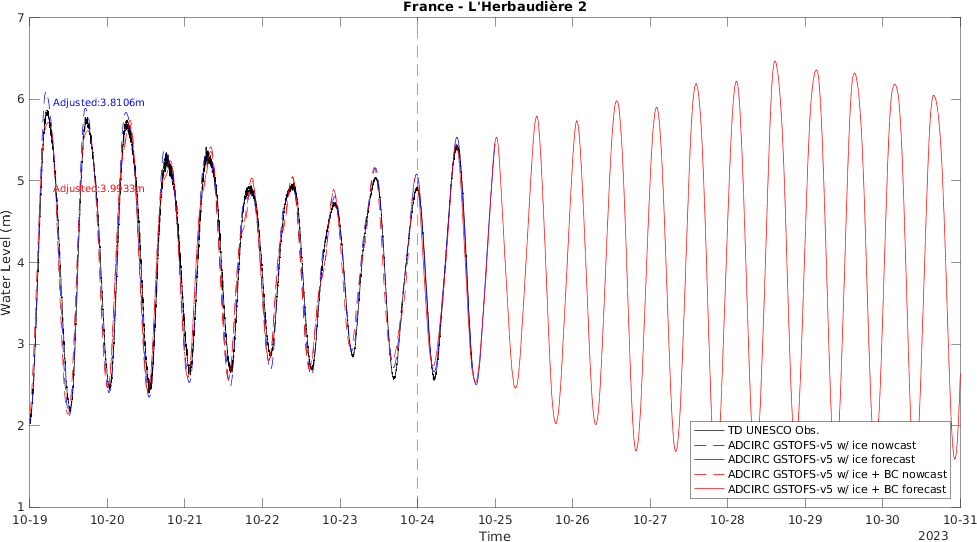 France - L'Herbaudière 2
7
6
5
4
3
2
1
Water Level (m)
Adjusted:3.8106m
Adjusted:3.9933m
TD UNESCO Obs.
ADCIRC GSTOFS-v5 w/ ice nowcast
ADCIRC GSTOFS-v5 w/ ice forecast
ADCIRC GSTOFS-v5 w/ ice + BC nowcast
ADCIRC GSTOFS-v5 w/ ice + BC forecast
10-19 10-20 10-21 10-22 10-23 10-24 10-25 10-26 10-27 10-28 10-29 10-30 10-31
Time
2023